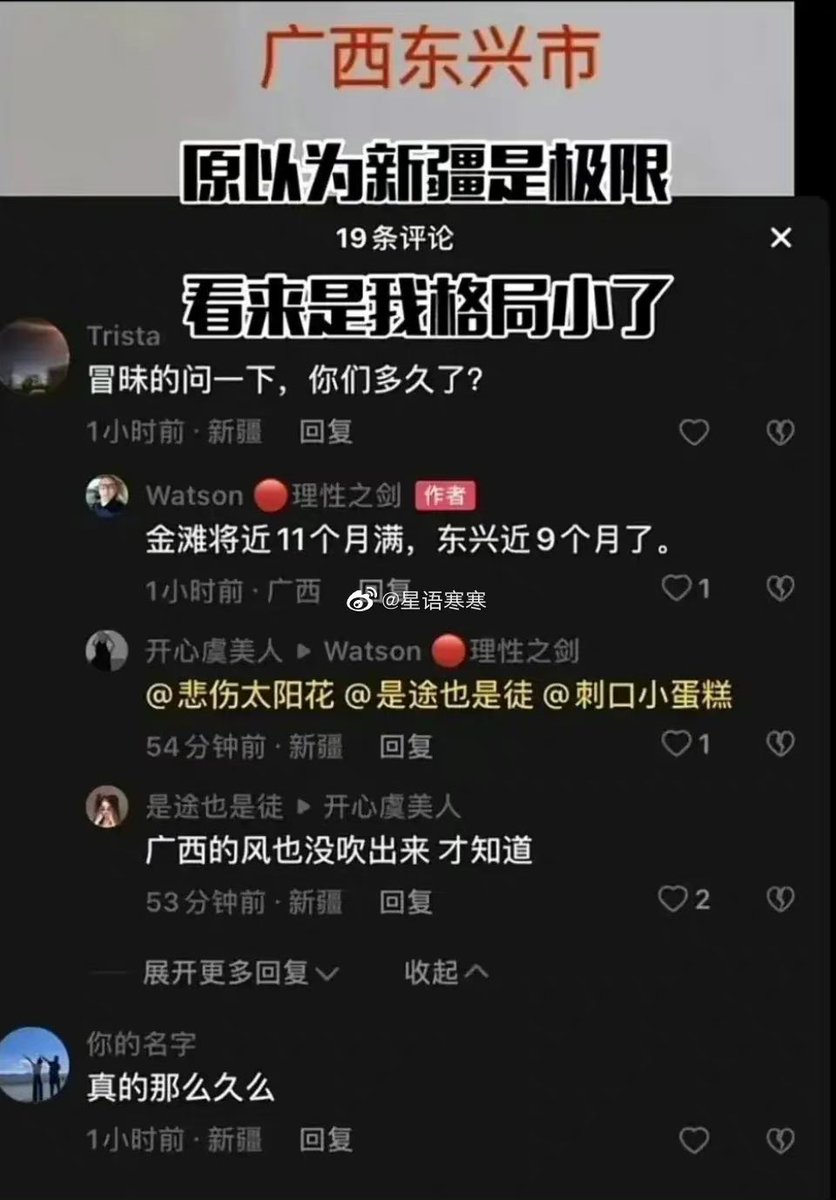 广西东兴市
原以为新疆是极限
19条评论
看来是我格局小了
Trista
冒昧的问一下，你们多久了？
1小时前·新疆 回复
Watson 🔴理性之剑 作者
金滩将近11个月满，东兴近9个月了。
1小时前·广西 回复 1
@星语寒寒
开心虞美人 ▶ Watson 🔴理性之剑
@悲伤太阳花 @是途也是徒 @刺口小蛋糕
54分钟前·新疆 回复 1
是途也是徒 ▶ 开心虞美人
广西的风也没吹出来 才知道
53分钟前·新疆 回复 2
展开更多回复 收起
你的名字
真的那么久么
1小时前·新疆 回复